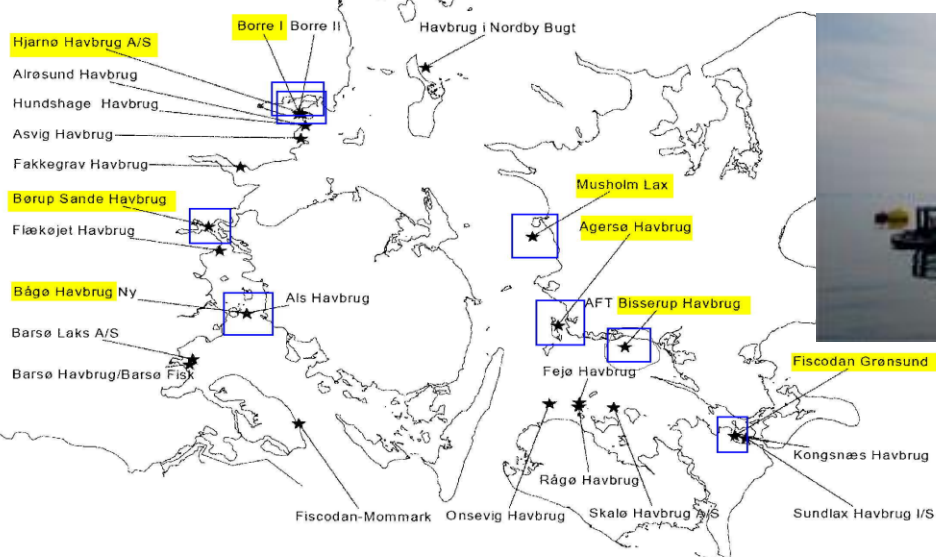 Borre I Borre II
Havbrug i Nordby Bugt
Hjarnø Havbrug A/S
Alrøsund Havbrug
Hundshage Havbrug
Asvig Havbrug
Fakkegrav Havbrug
Børup Sande Havbrug
Flækøjet Havbrug
Bågø Havbrug Ny
Als Havbrug
Barsø Laks A/S
Barsø Havbrug/Barsø Fisk
Fiscodan-Mommark
Musholm Lax
Agersø Havbrug
AFT Bisserup Havbrug
Fejø Havbrug
Fiscodan Grønsund
Kongsnæs Havbrug
Rågø Havbrug
Onsevig Havbrug
Skalø Havbrug A/S
Sundlax Havbrug I/S